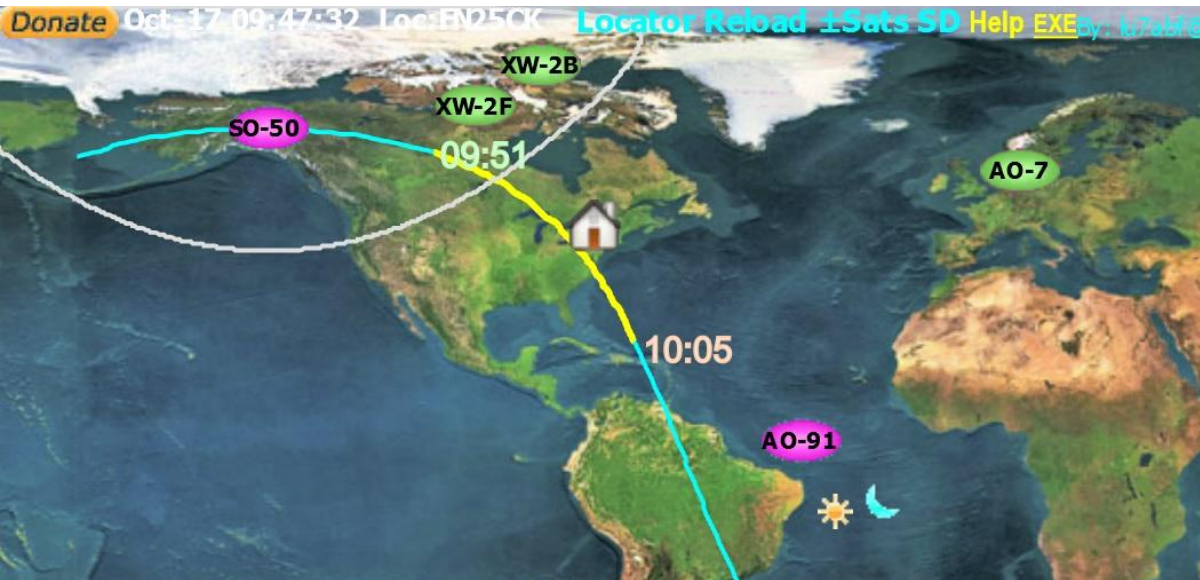 Donate Oct-17 09:47:32 Loc:EN25CK Locator Reload ±Sats SD Help EXE By:
XW-2B
XW-2F
SO-50
09:51
AO-7
10:05
AO-91